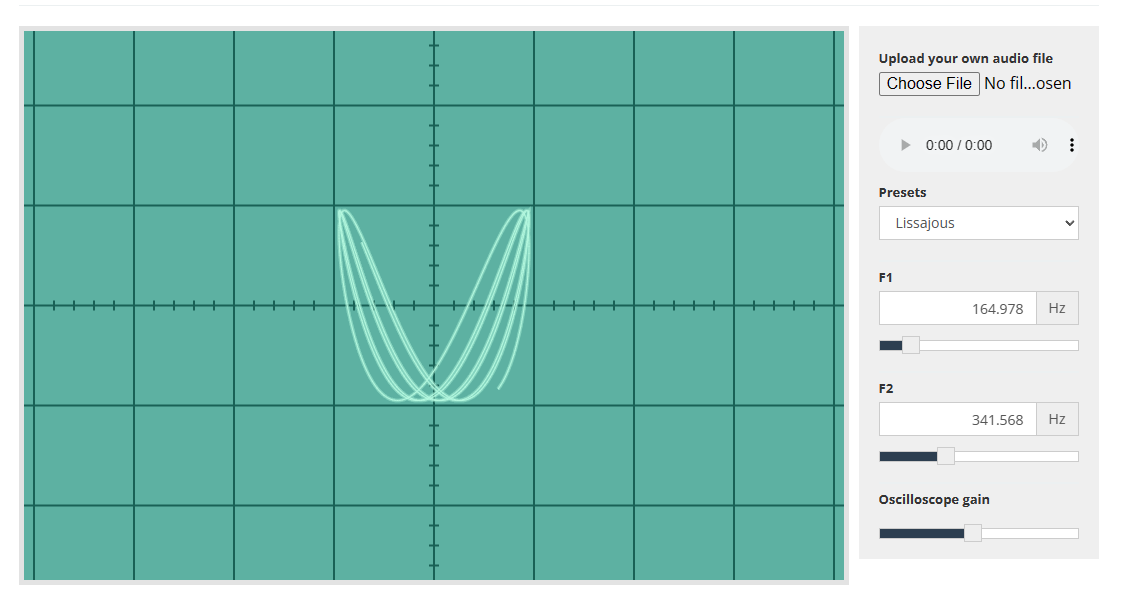 Upload your own audio file
Choose File No fil...osen
0:00 / 0:00
Presets
Lissajous
F1
164.978 Hz
F2
341.568 Hz
Oscilloscope gain